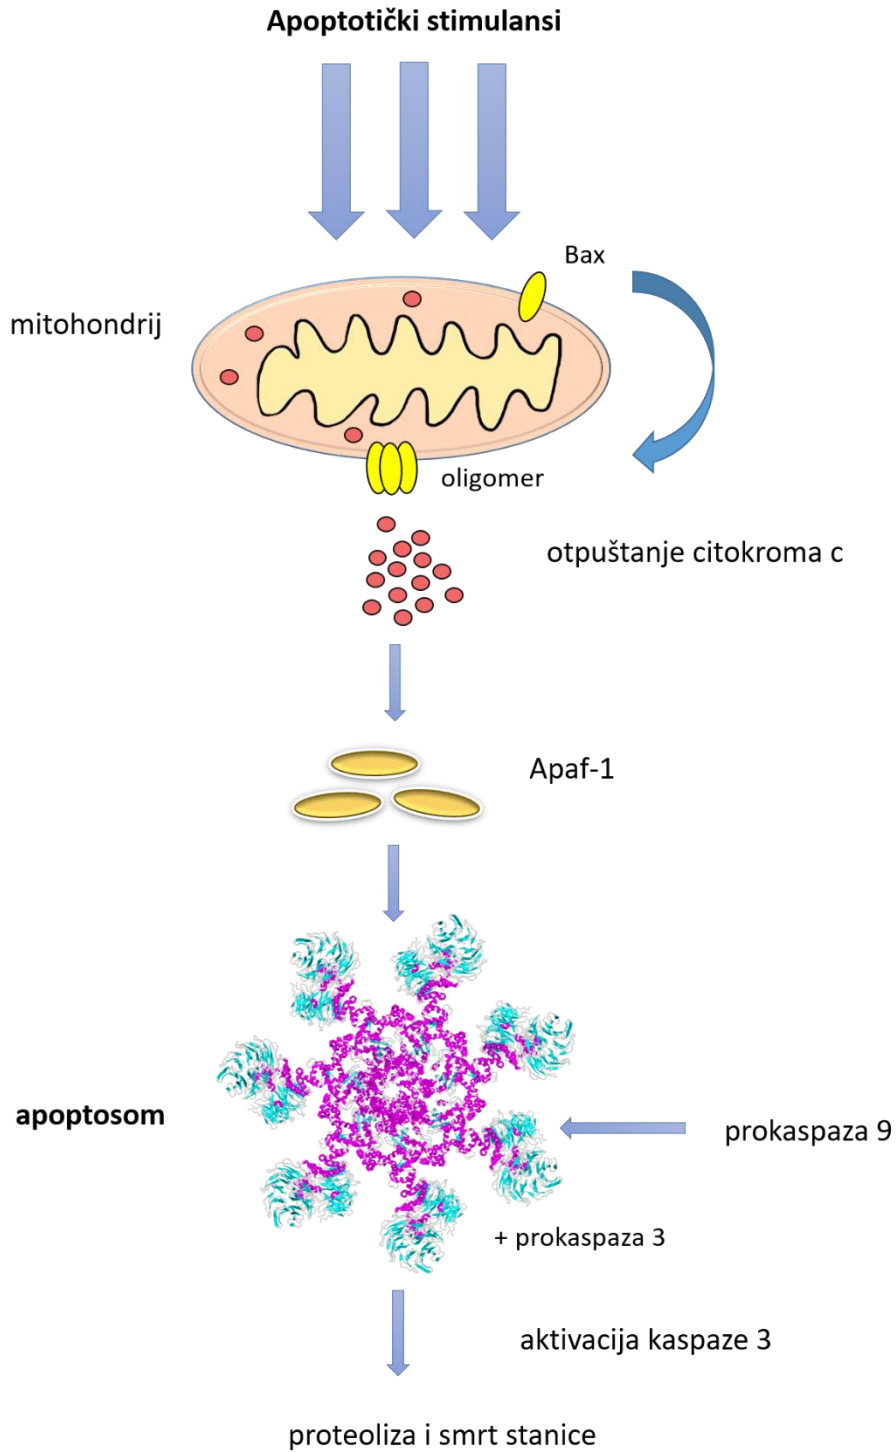 Apoptotički stimulansi
Bax
mitohondrij
oligomer
otpuštanje citokroma c
Apaf-1
apoptosom
prokaspaza 9
+ prokaspaza 3
aktivacija kaspaze 3
proteoliza i smrt stanice